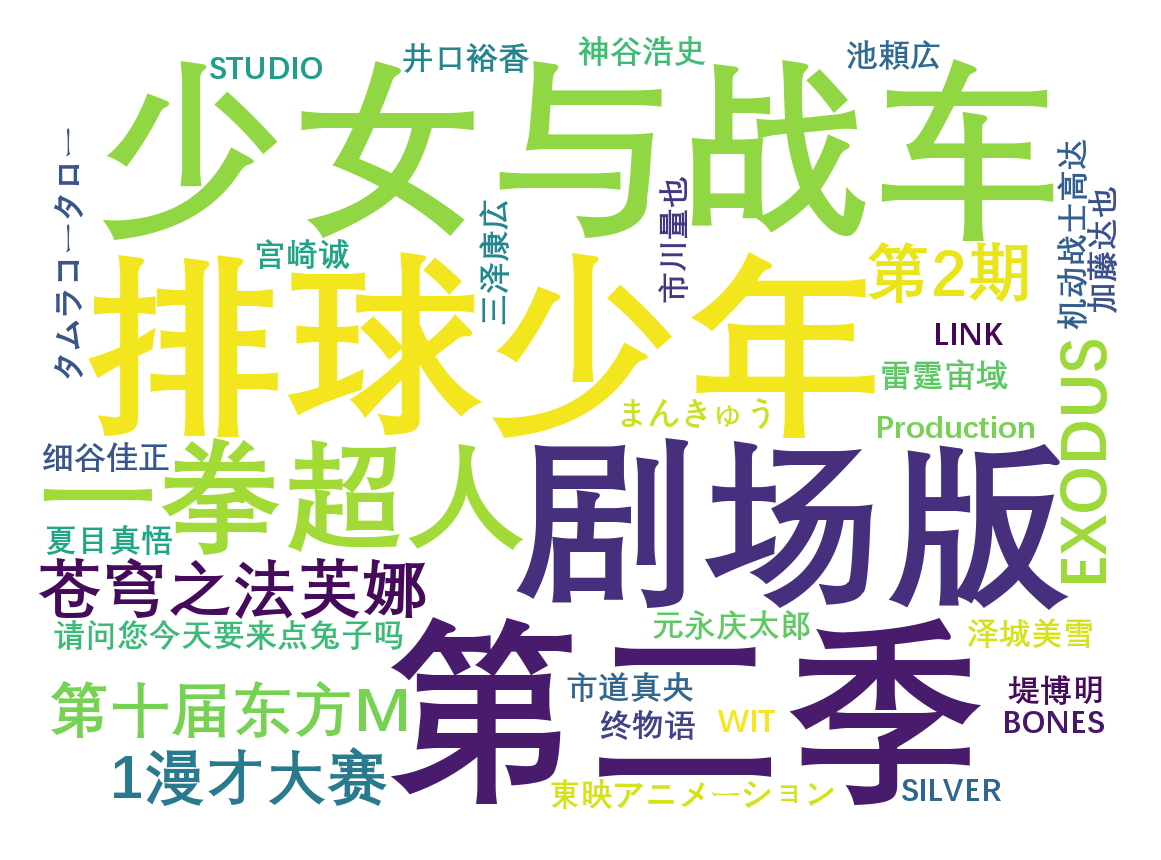 STUDIO
井口裕香
神谷浩史
池頼広
少女与战车
タムラコータロー
宫崎诚
三泽康広
市川量也
机动战士高达
加藤达也
第2期
排球少年
LINK
雷霆宙域
まんきゅう
Production
EXODUS
细谷佳正
一拳超人
剧场版
夏目真悟
苍穹之法芙娜
请问您今天要来点兔子吗
元永庆太郎
泽城美雪
第二季
第十届东方M
市道真央
终物语
WIT
堤博明
BONES
1漫才大赛
東映アニメーション
SILVER